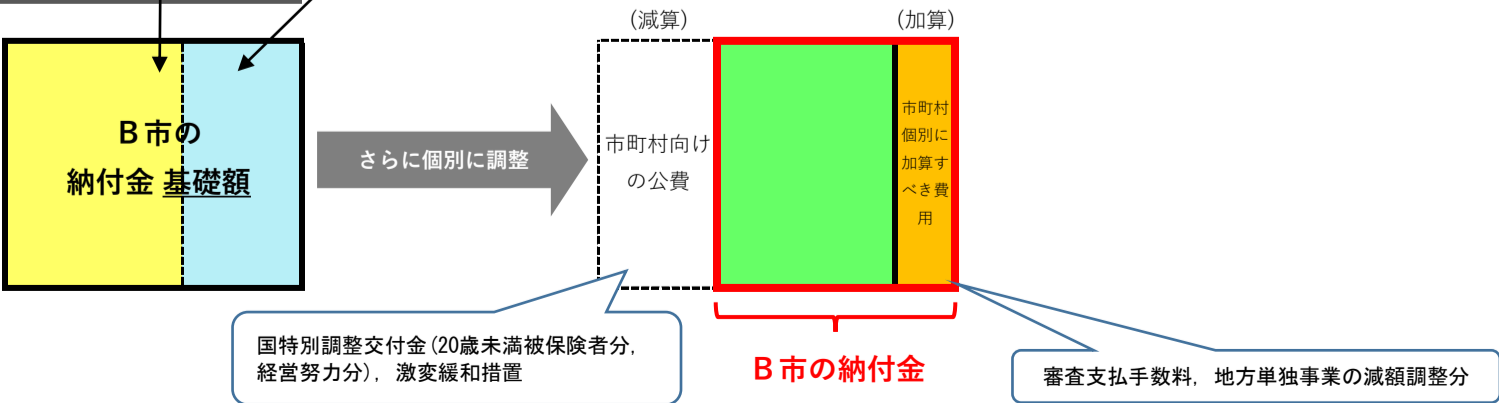 (減算)
(加算)
B市の
納付金 基礎額
さらに個別に調整
市町村向け
の公費
市町村
個別に
加算す
べき費
用
国特別調整交付金(20歳未満被保険者分,
経営努力分), 激変緩和措置
B市の納付金
審査支払手数料, 地方単独事業の減額調整分